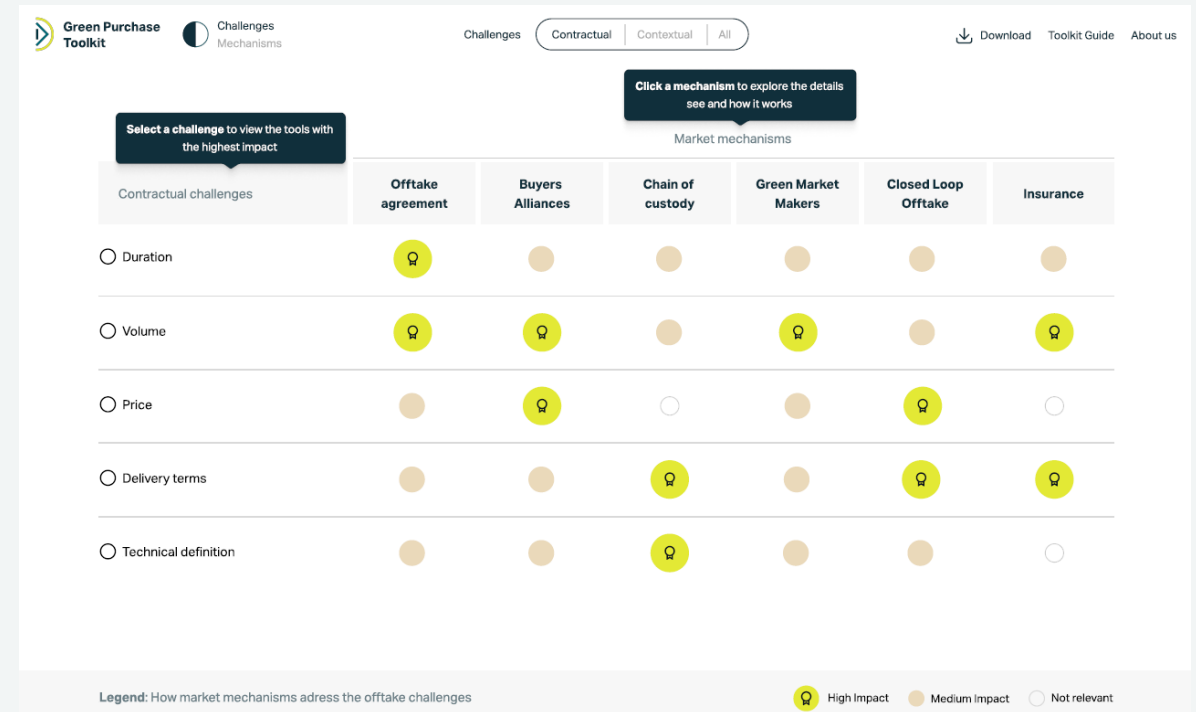 Green Purchase
Toolkit
Challenges
Mechanisms
Challenges
Contractual
Contextual
All
Download
Toolkit Guide
About us
Click a mechanism to explore the details
see and how it works
Select a challenge to view the tools with
the highest impact
Market mechanisms
Contractual challenges
Offtake
agreement
Buyers
Alliances
Chain of
custody
Green Market
Makers
Closed Loop
Offtake
Insurance
Duration
Volume
Price
Delivery terms
Technical definition
Legend: How market mechanisms adress the offtake challenges
High Impact
Medium Impact
Not relevant